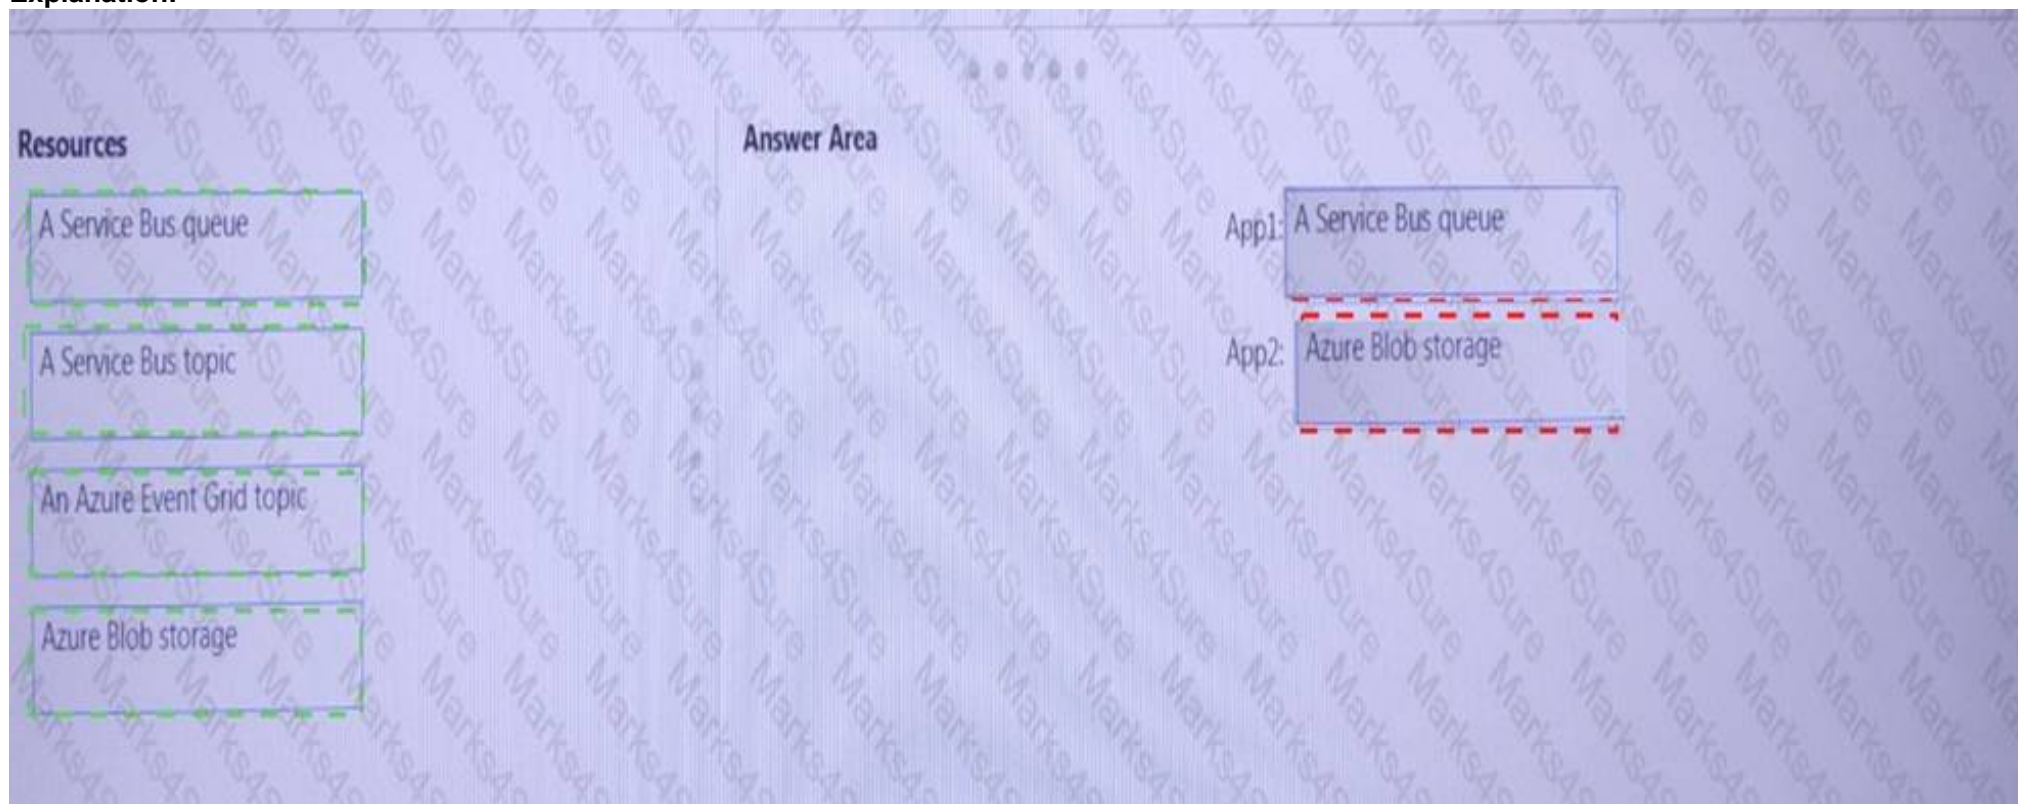 Explanation:
Resources
Answer Area
A Service Bus queue
App1: A Service Bus queue
A Service Bus topic
App2: Azure Blob storage
An Azure Event Grid topic
Azure Blob storage
Marks4Sure